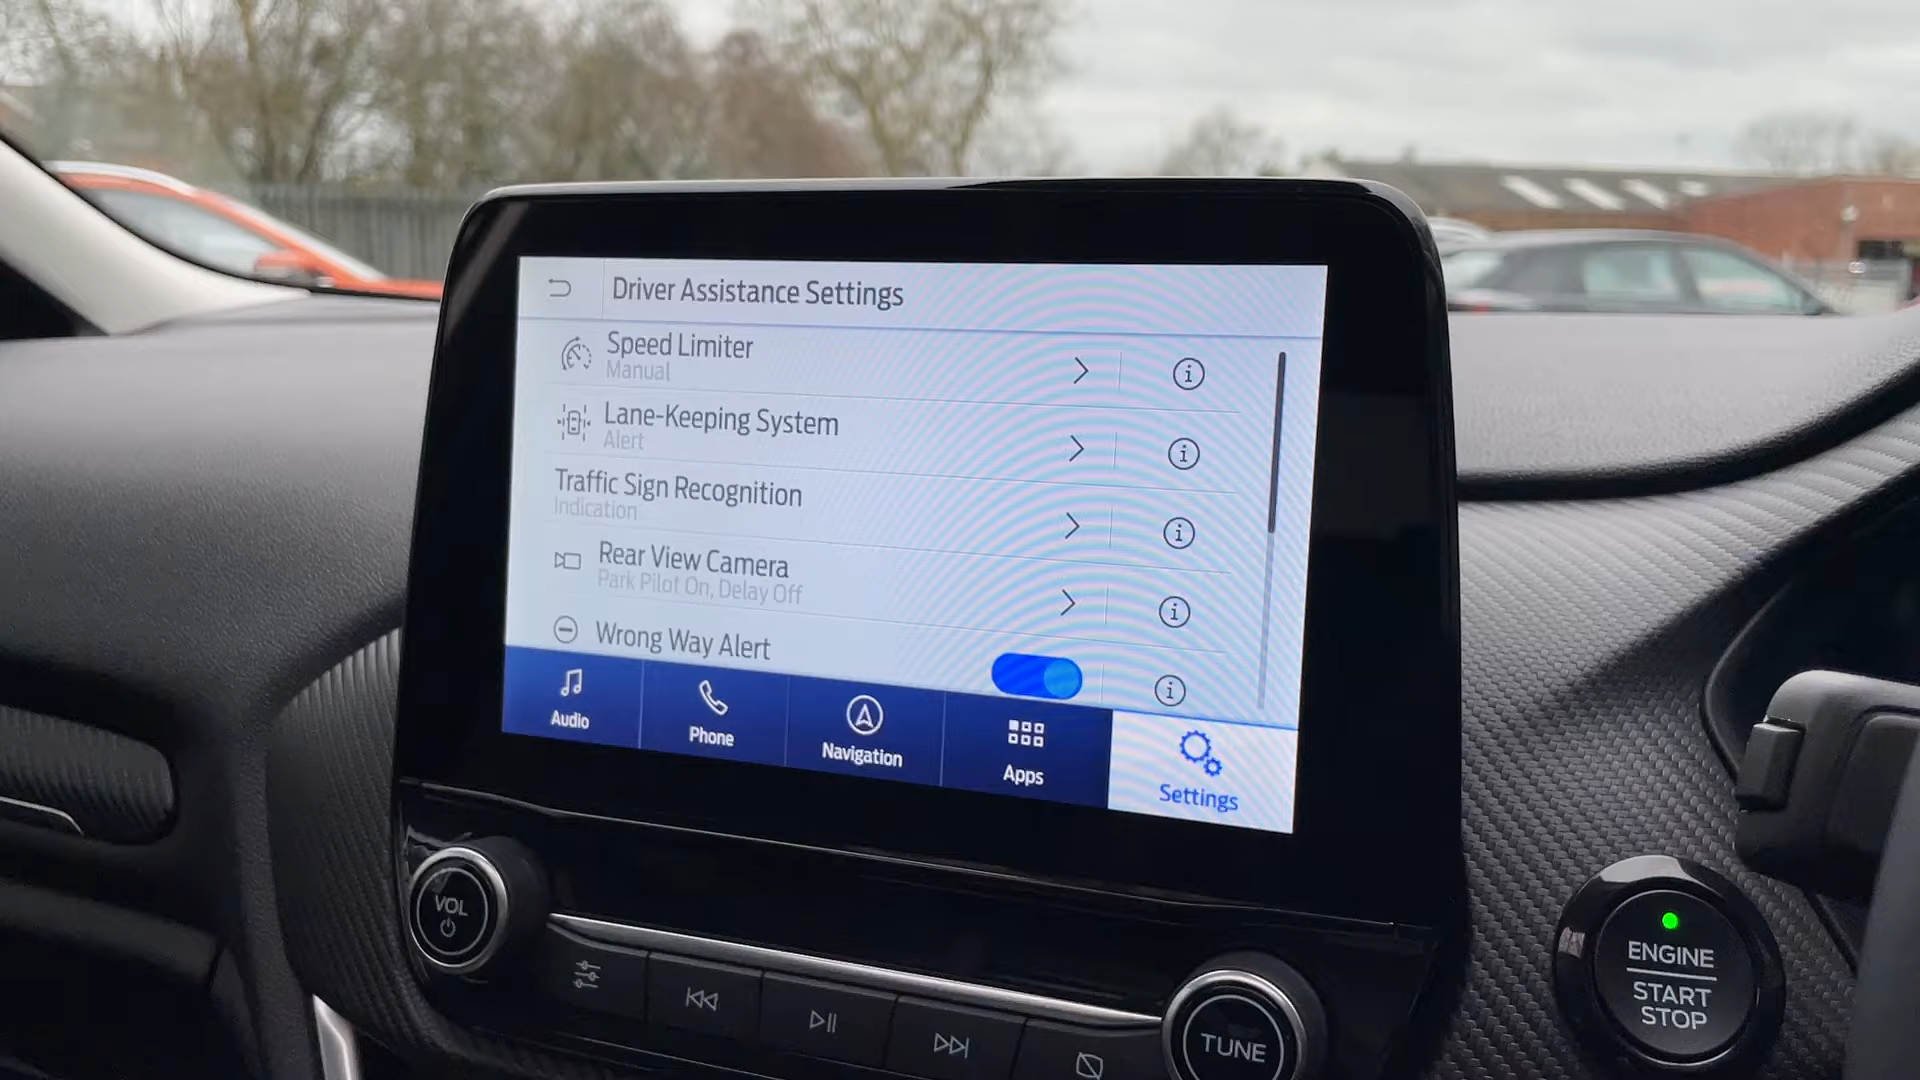 Driver Assistance Settings
Speed Limiter
Manual
Lane-Keeping System
Alert
Traffic Sign Recognition
Indication
Rear View Camera
Park Pilot On, Delay Off
Wrong Way Alert
Audio
Phone
Navigation
Apps
Settings
VOL
TUNE
ENGINE
START
STOP